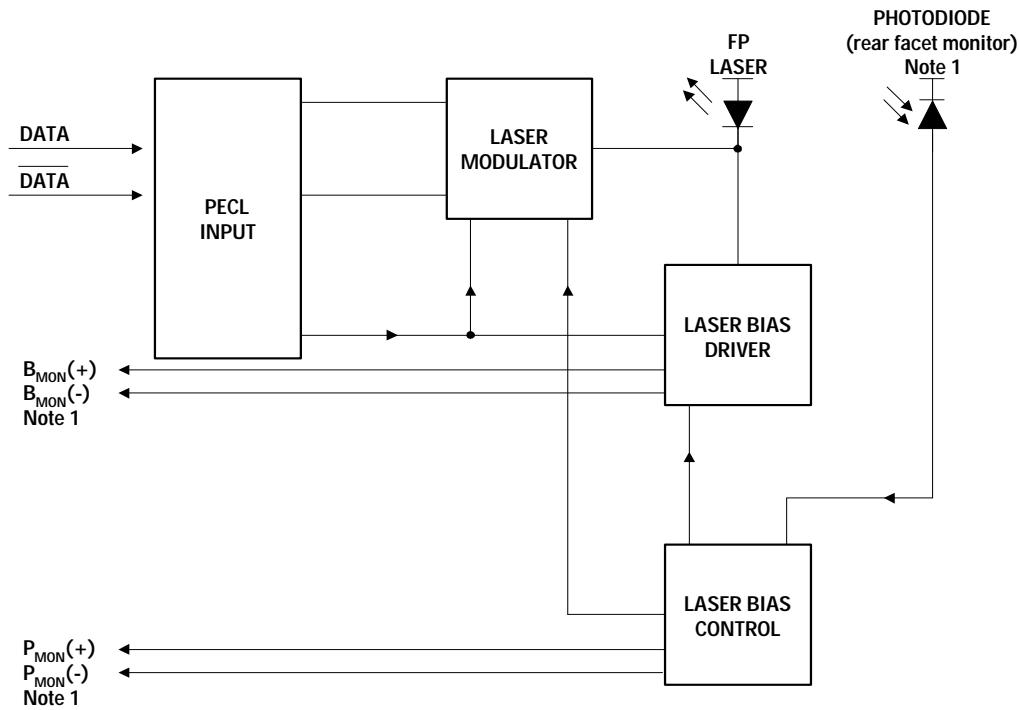 PHOTODIODE
(rear facet monitor)
Note 1
FP
LASER
DATA
DATA
LASER
MODULATOR
PECL
INPUT
LASER BIAS
DRIVER
BMON(+)
BMON(-)
Note 1
LASER BIAS
CONTROL
PMON(+)
PMON(-)
Note 1